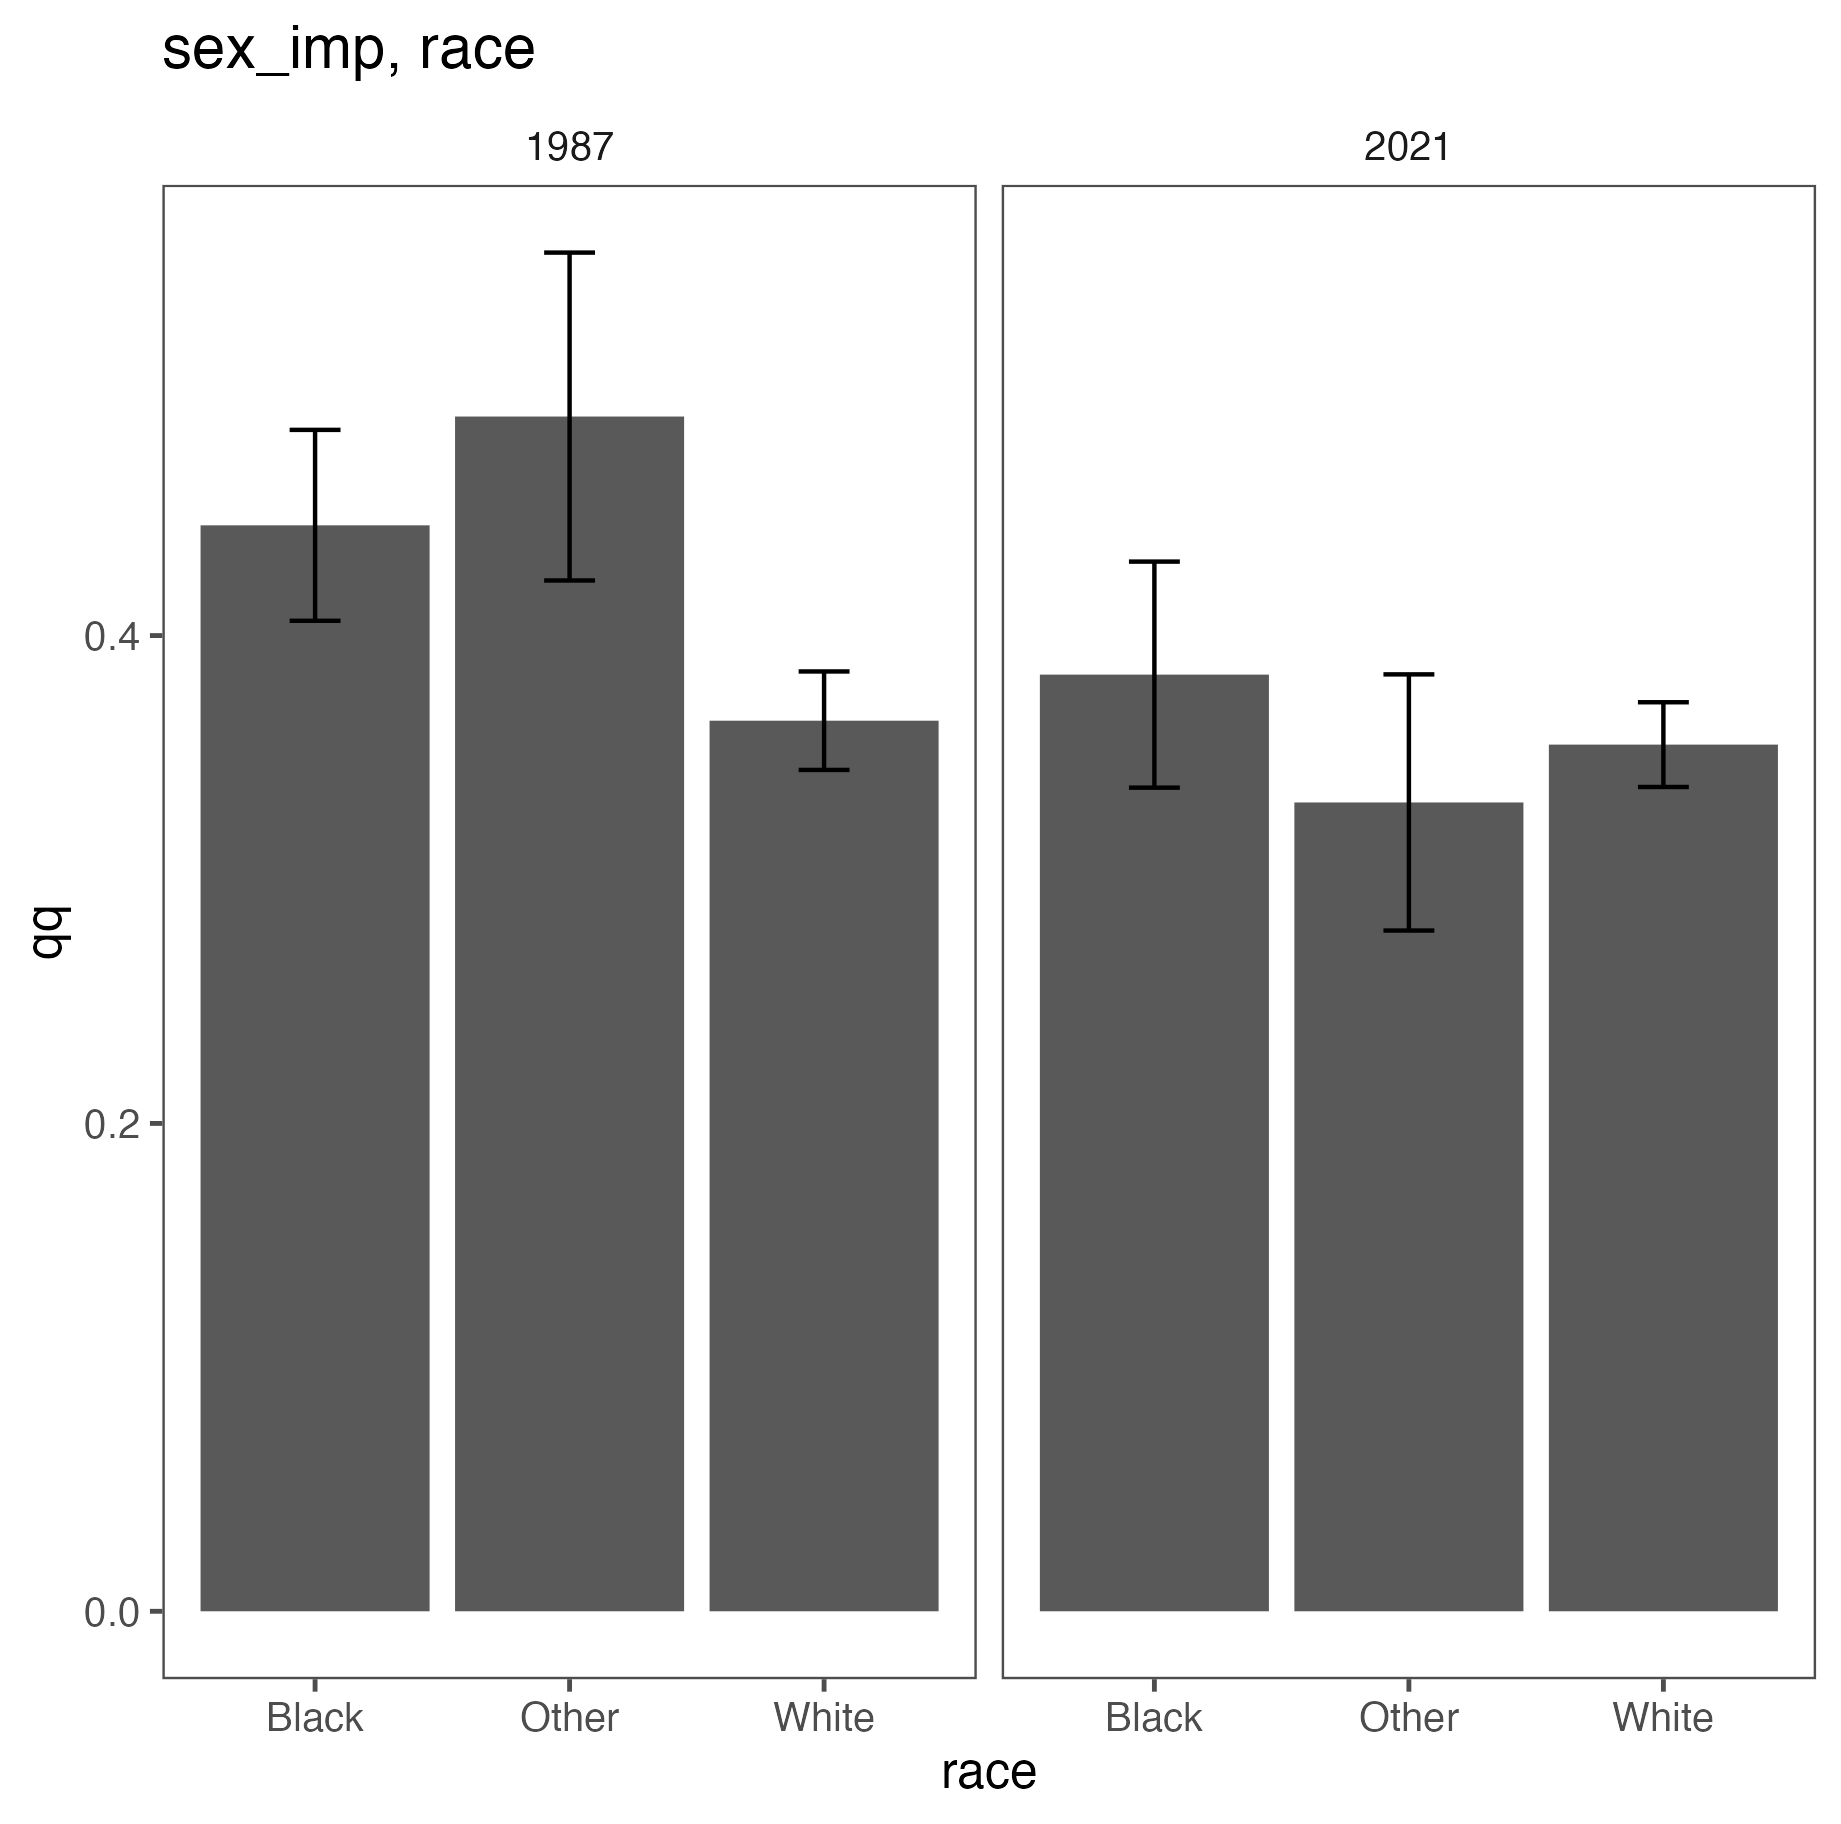 sex_imp, race
1987 2021
qq
0.4
0.2
0.0
Black Other White Black Other White
race